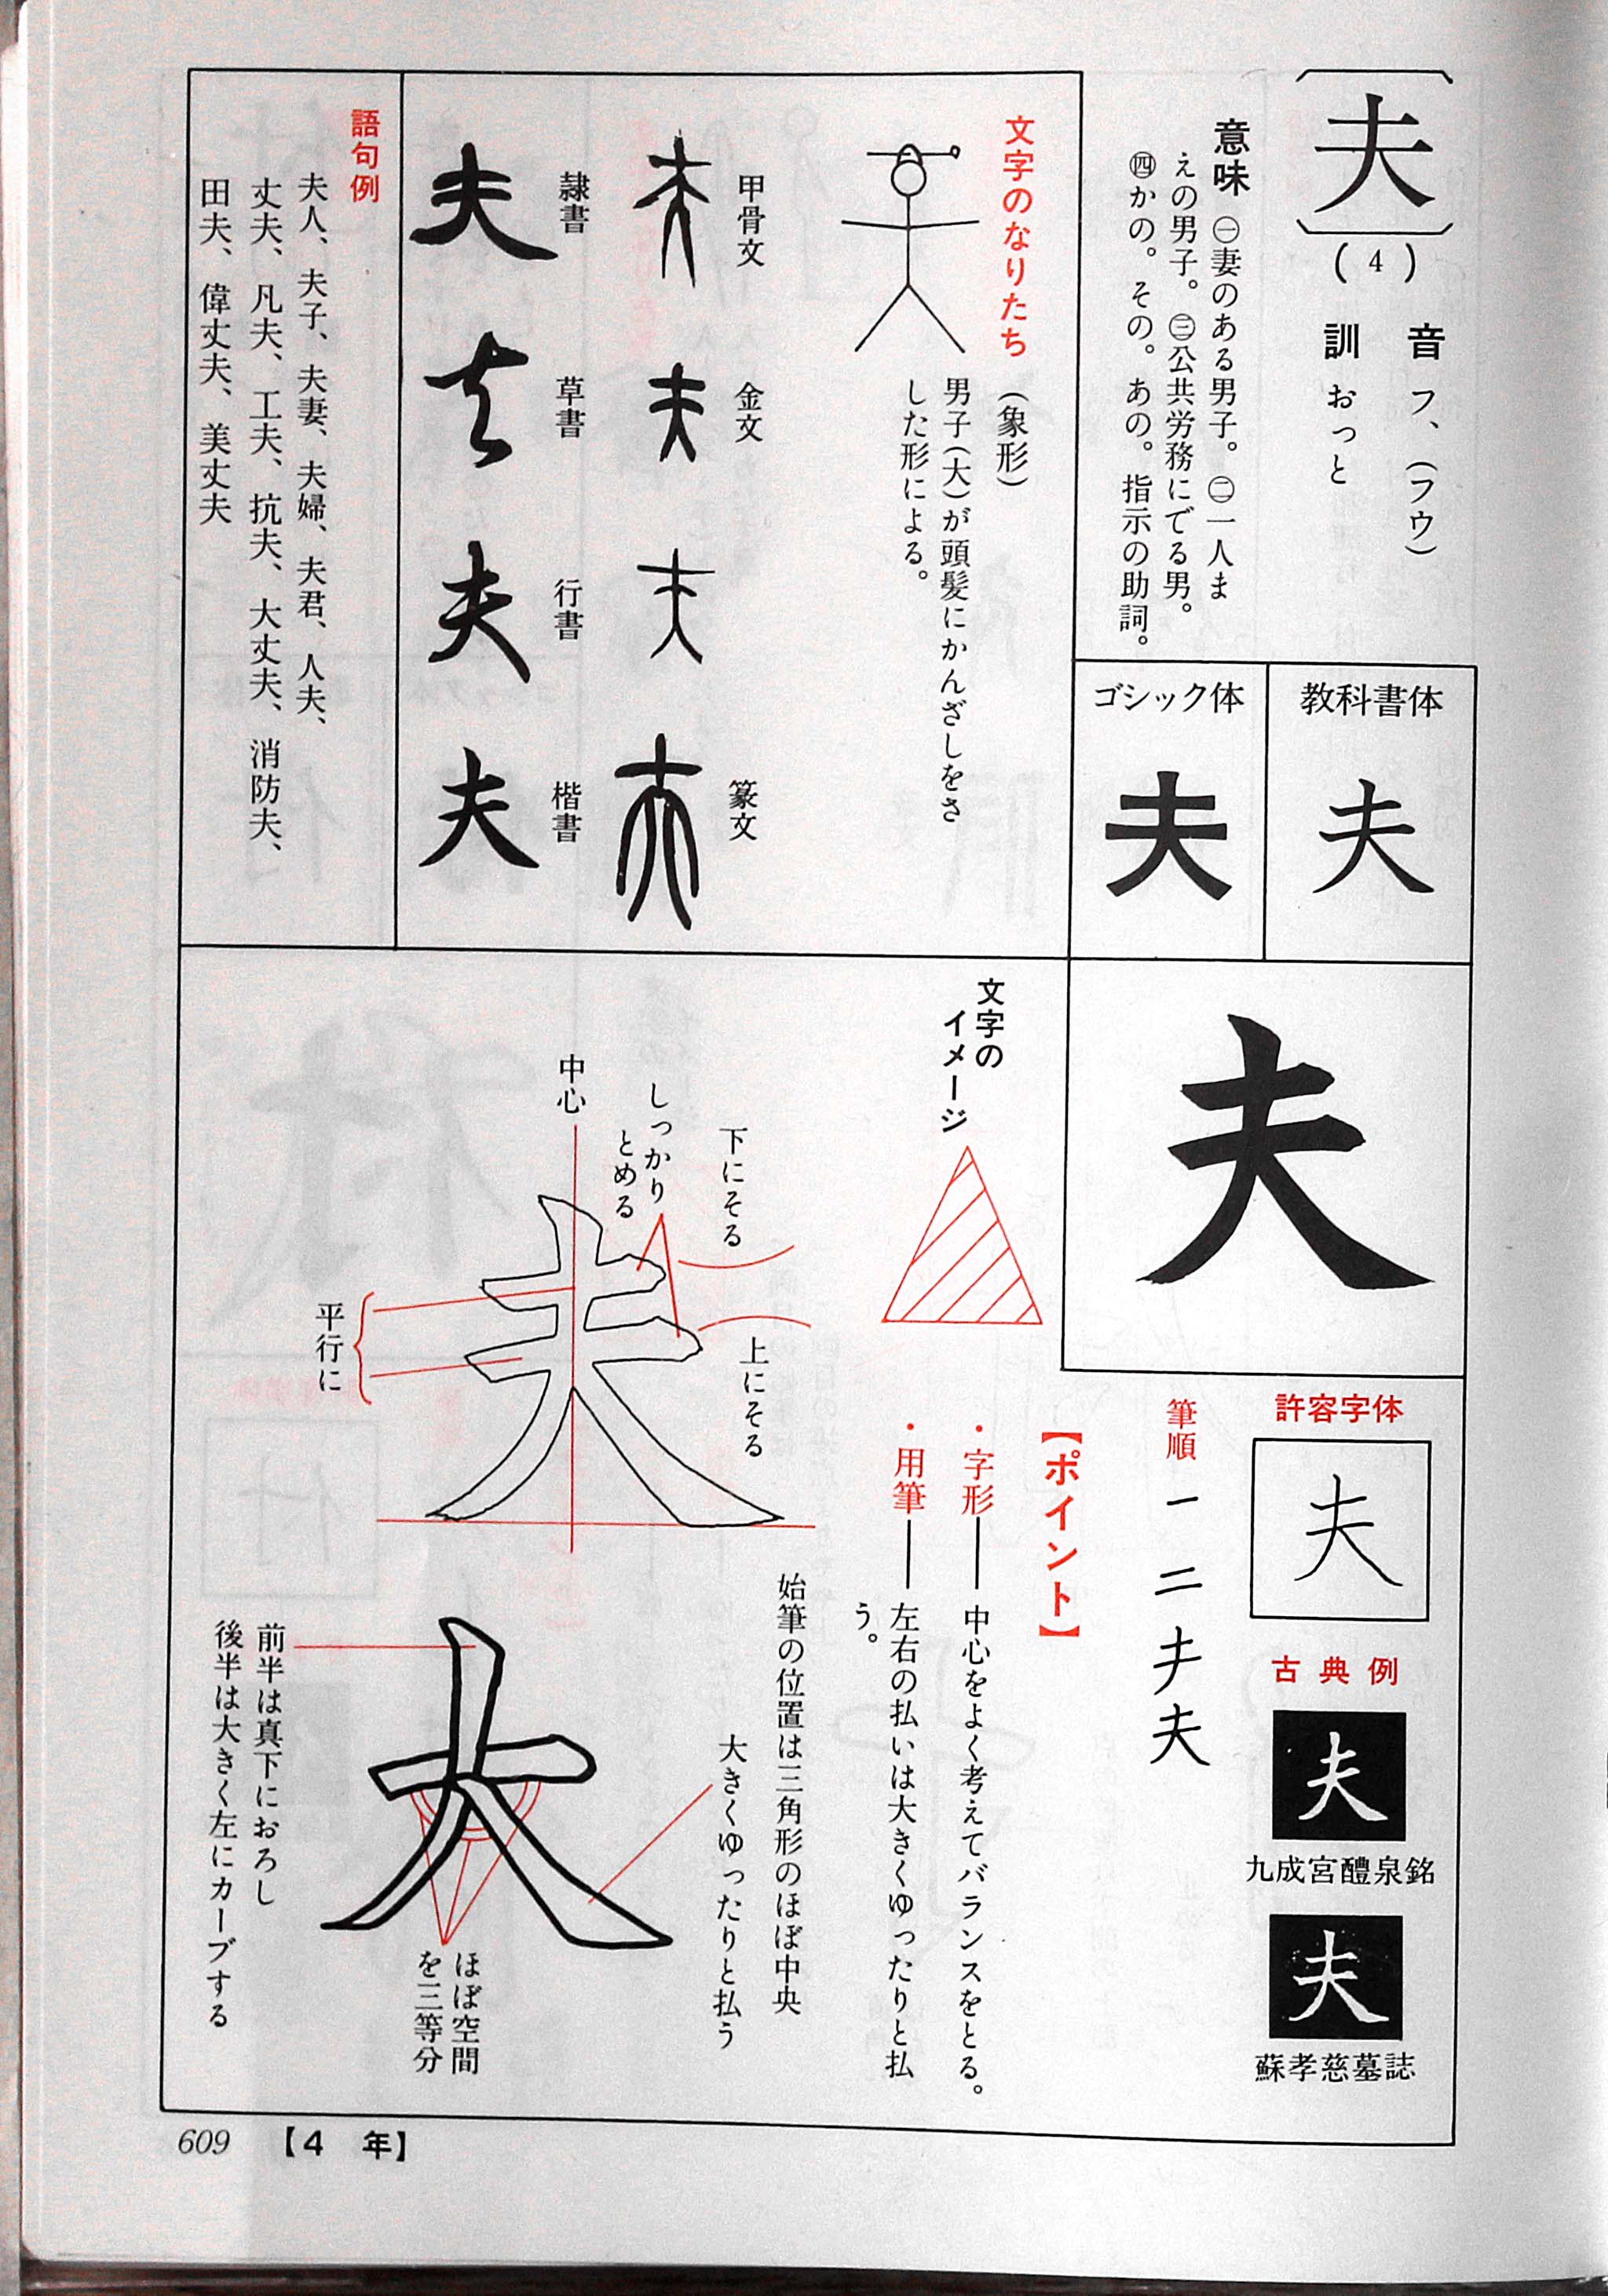 夫
(4)
音　フ、(フウ)
訓　おっと
意味　㊀妻のある男子。㊁一人ま
えの男子。㊂公共労務にでる男。
㊃かの。その。あの。指示の助詞。
教科書体
夫
ゴシック体
夫
文字のなりたち
(象形)
男子(大)が頭髪にかんざしをさ
した形による。
甲骨文
金文
篆文
隷書
夫
草書
夫
行書
夫
楷書
夫
語句例
夫人、夫子、夫妻、夫婦、夫君、人夫、
丈夫、凡夫、工夫、抗夫、大丈夫、消防夫、
田夫、偉丈夫、美丈夫
夫
許容字体
夫
古典例
夫
九成宮醴泉銘
夫
蘇孝慈墓誌
筆順
一 二 夫 夫
文字の
イメージ
【ポイント】
・字形――中心をよく考えてバランスをとる。
・用筆――左右の払いは大きくゆったりと払
う。
下にそる
しっかり
とめる
中心
上にそる
平行に
始筆の位置は三角形のほぼ中央
大きくゆったりと払う
ほぼ空間
を三等分
前半は真下におろし
後半は大きく左にカーブする
609 【4 年】